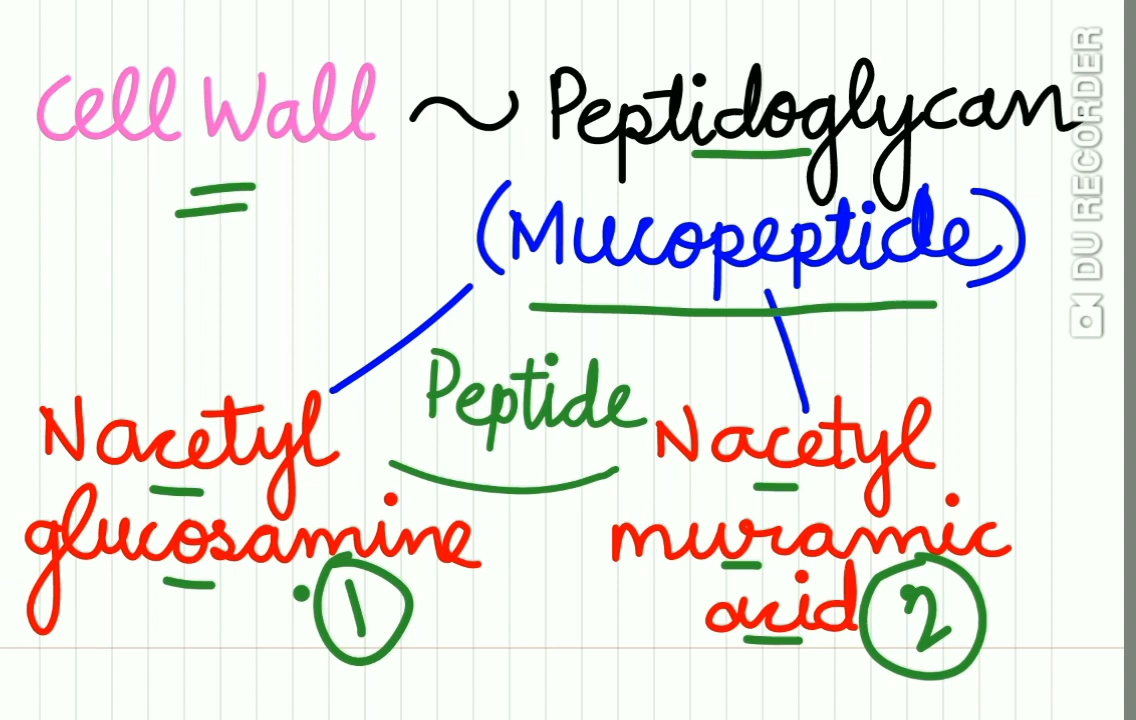 Cell Wall ~ Peptidoglycan
(Mucopeptide)
Peptide
Nacetyl
glucosamine
1
Nacetyl
muramic
acid
2
DU RECORDER